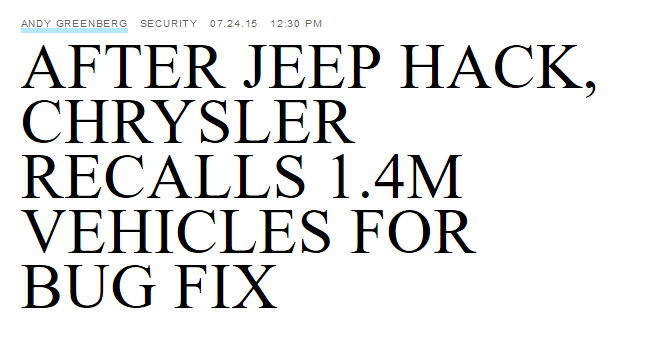 ANDY GREENBERG SECURITY 07.24.15 12:30 PM
AFTER JEEP HACK,
CHRYSLER
RECALLS 1.4M
VEHICLES FOR
BUG FIX